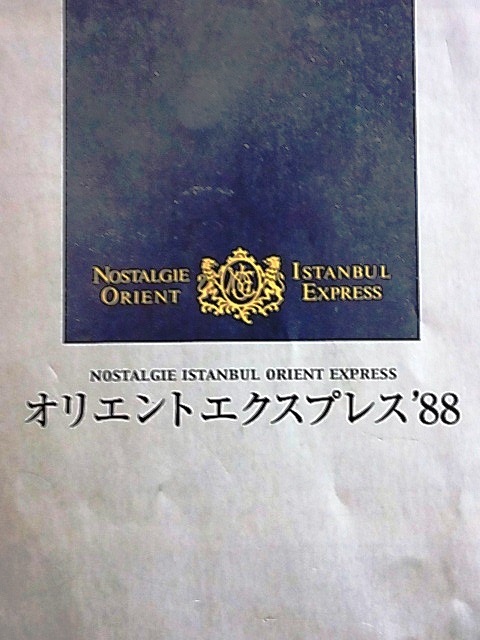 NOSTALGIE ISTANBUL
ORIENT EXPRESS
NOSTALGIE ISTANBUL ORIENT EXPRESS
オリエントエクスプレス'88